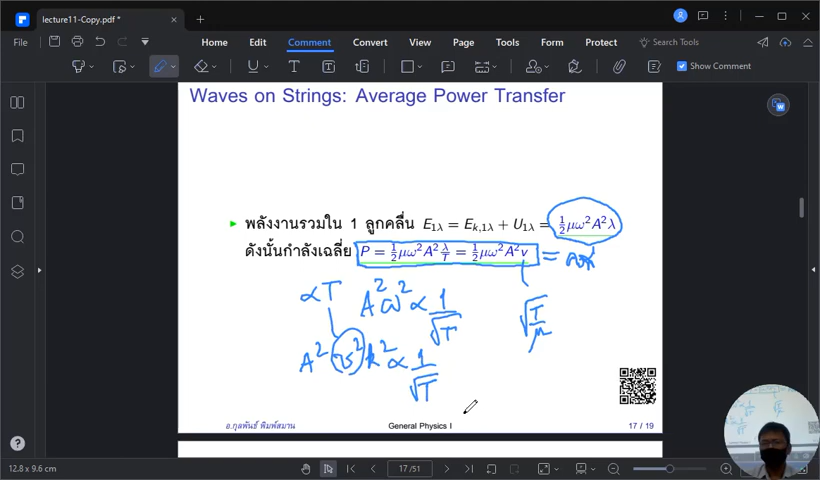 lecture11-Copy.pdf *
File
Home
Edit
Comment
Convert
View
Page
Tools
Form
Protect
Search Tools
Show Comment
Waves on Strings: Average Power Transfer
พลังงานรวมใน 1 ลูกคลื่น E₁λ = Eₖ,₁λ + U₁λ = ½μω²A²λ
ดังนั้นกำลังเฉลี่ย P = ½μω²A² λ/T = ½μω²A²v =
∝T A²ω² ∝ 1/√T √T/μ
A² v² k² ∝ 1/√T
อ.กุลพันธ์ พิมพ์สมาน
General Physics I
17 / 19
12.8 x 9.6 cm
17/51